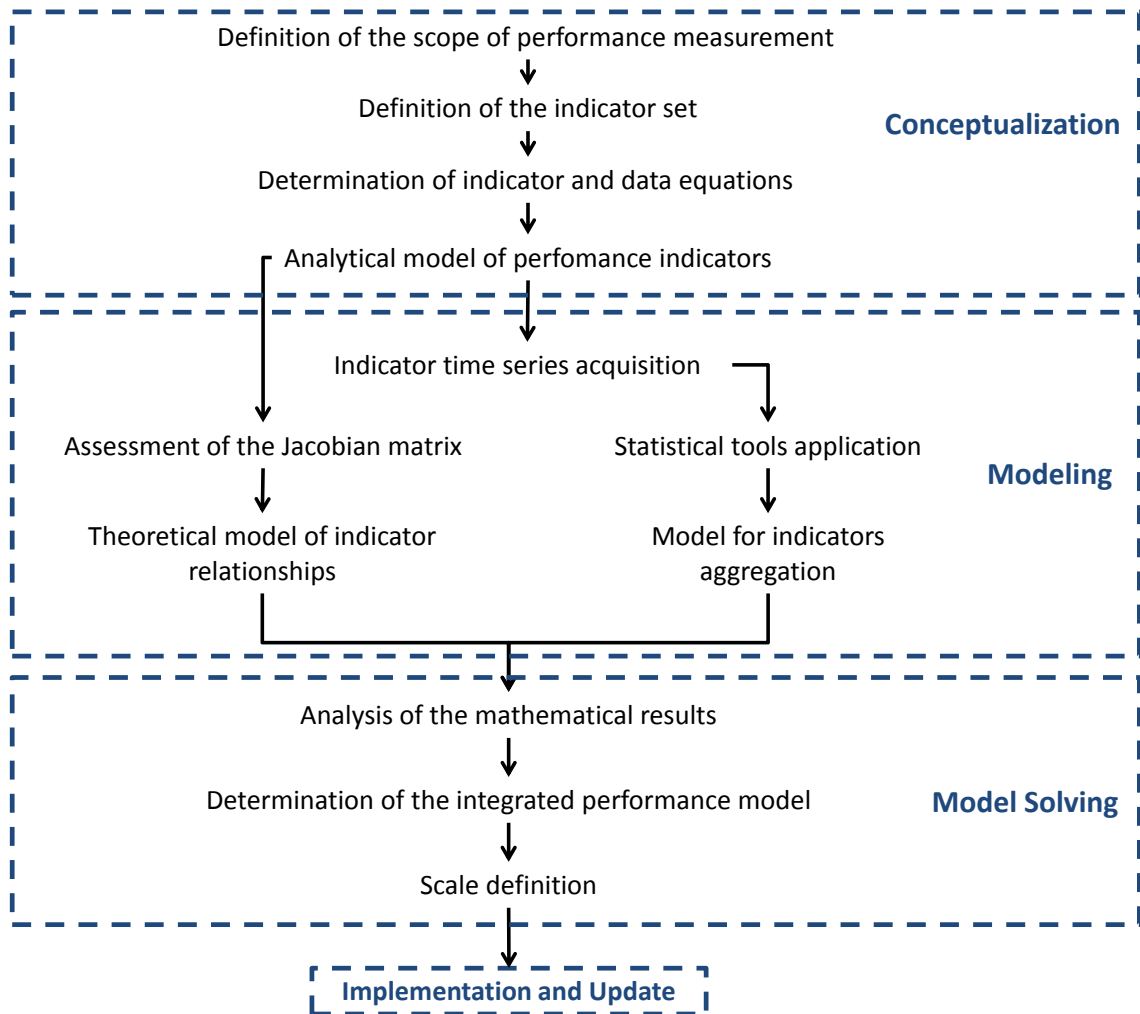 Definition of the scope of performance measurement
Definition of the indicator set
Conceptualization
Determination of indicator and data equations
Analytical model of perfomance indicators
Indicator time series acquisition
Assessment of the Jacobian matrix
Statistical tools application
Modeling
Theoretical model of indicator
relationships
Model for indicators
aggregation
Analysis of the mathematical results
Determination of the integrated performance model
Model Solving
Scale definition
Implementation and Update